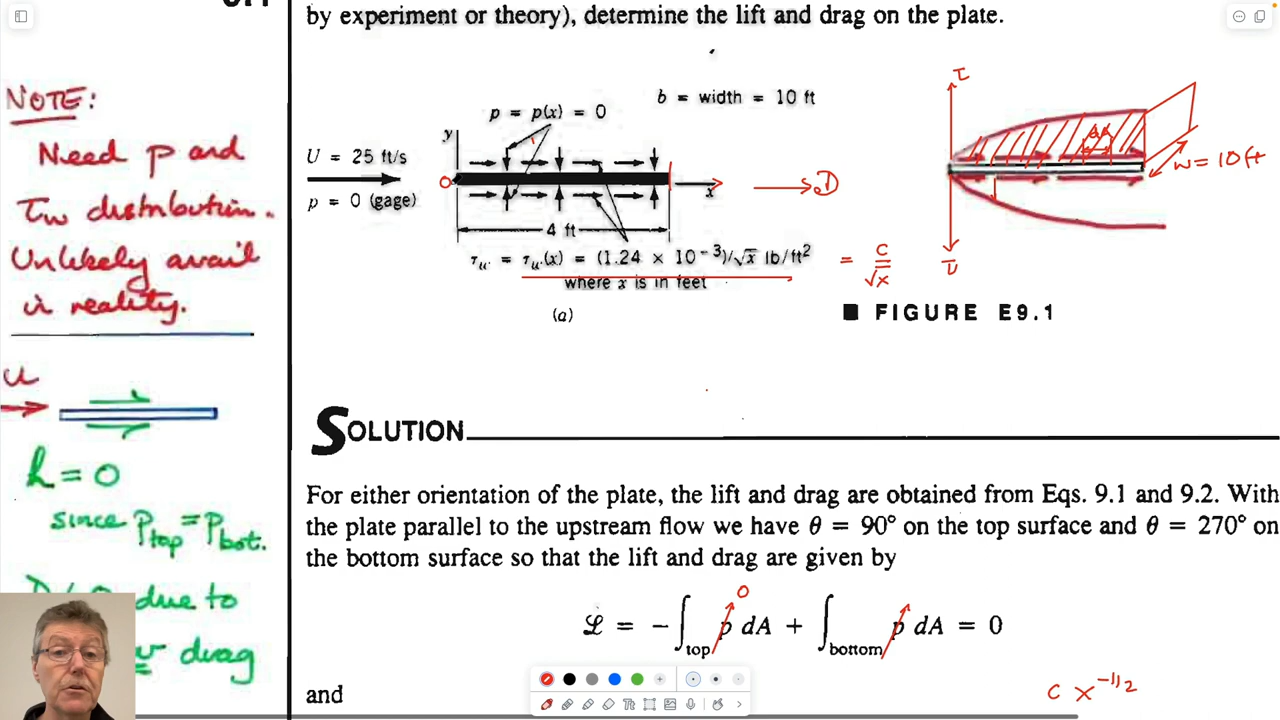 by experiment or theory), determine the lift and drag on the plate.
NOTE:
Need p and
τw distribution.
Unlikely avail
in reality.
U
h = 0
since Ptop = Pbot.
due to
drag
p = p(x) = 0
b = width = 10 ft
y
U = 25 ft/s
p = 0 (gage)
0
x
D
4 ft
τw = τw(x) = (1.24 × 10⁻³)/√x lb/ft²
= C/√x
where x is in feet
(a)
τ
ΔA
w = 10 ft
τ
■ FIGURE E9.1
SOLUTION
For either orientation of the plate, the lift and drag are obtained from Eqs. 9.1 and 9.2. With
the plate parallel to the upstream flow we have θ = 90° on the top surface and θ = 270° on
the bottom surface so that the lift and drag are given by
0
ℒ = −∫top p dA + ∫bottom p dA = 0
and
C x^-1/2